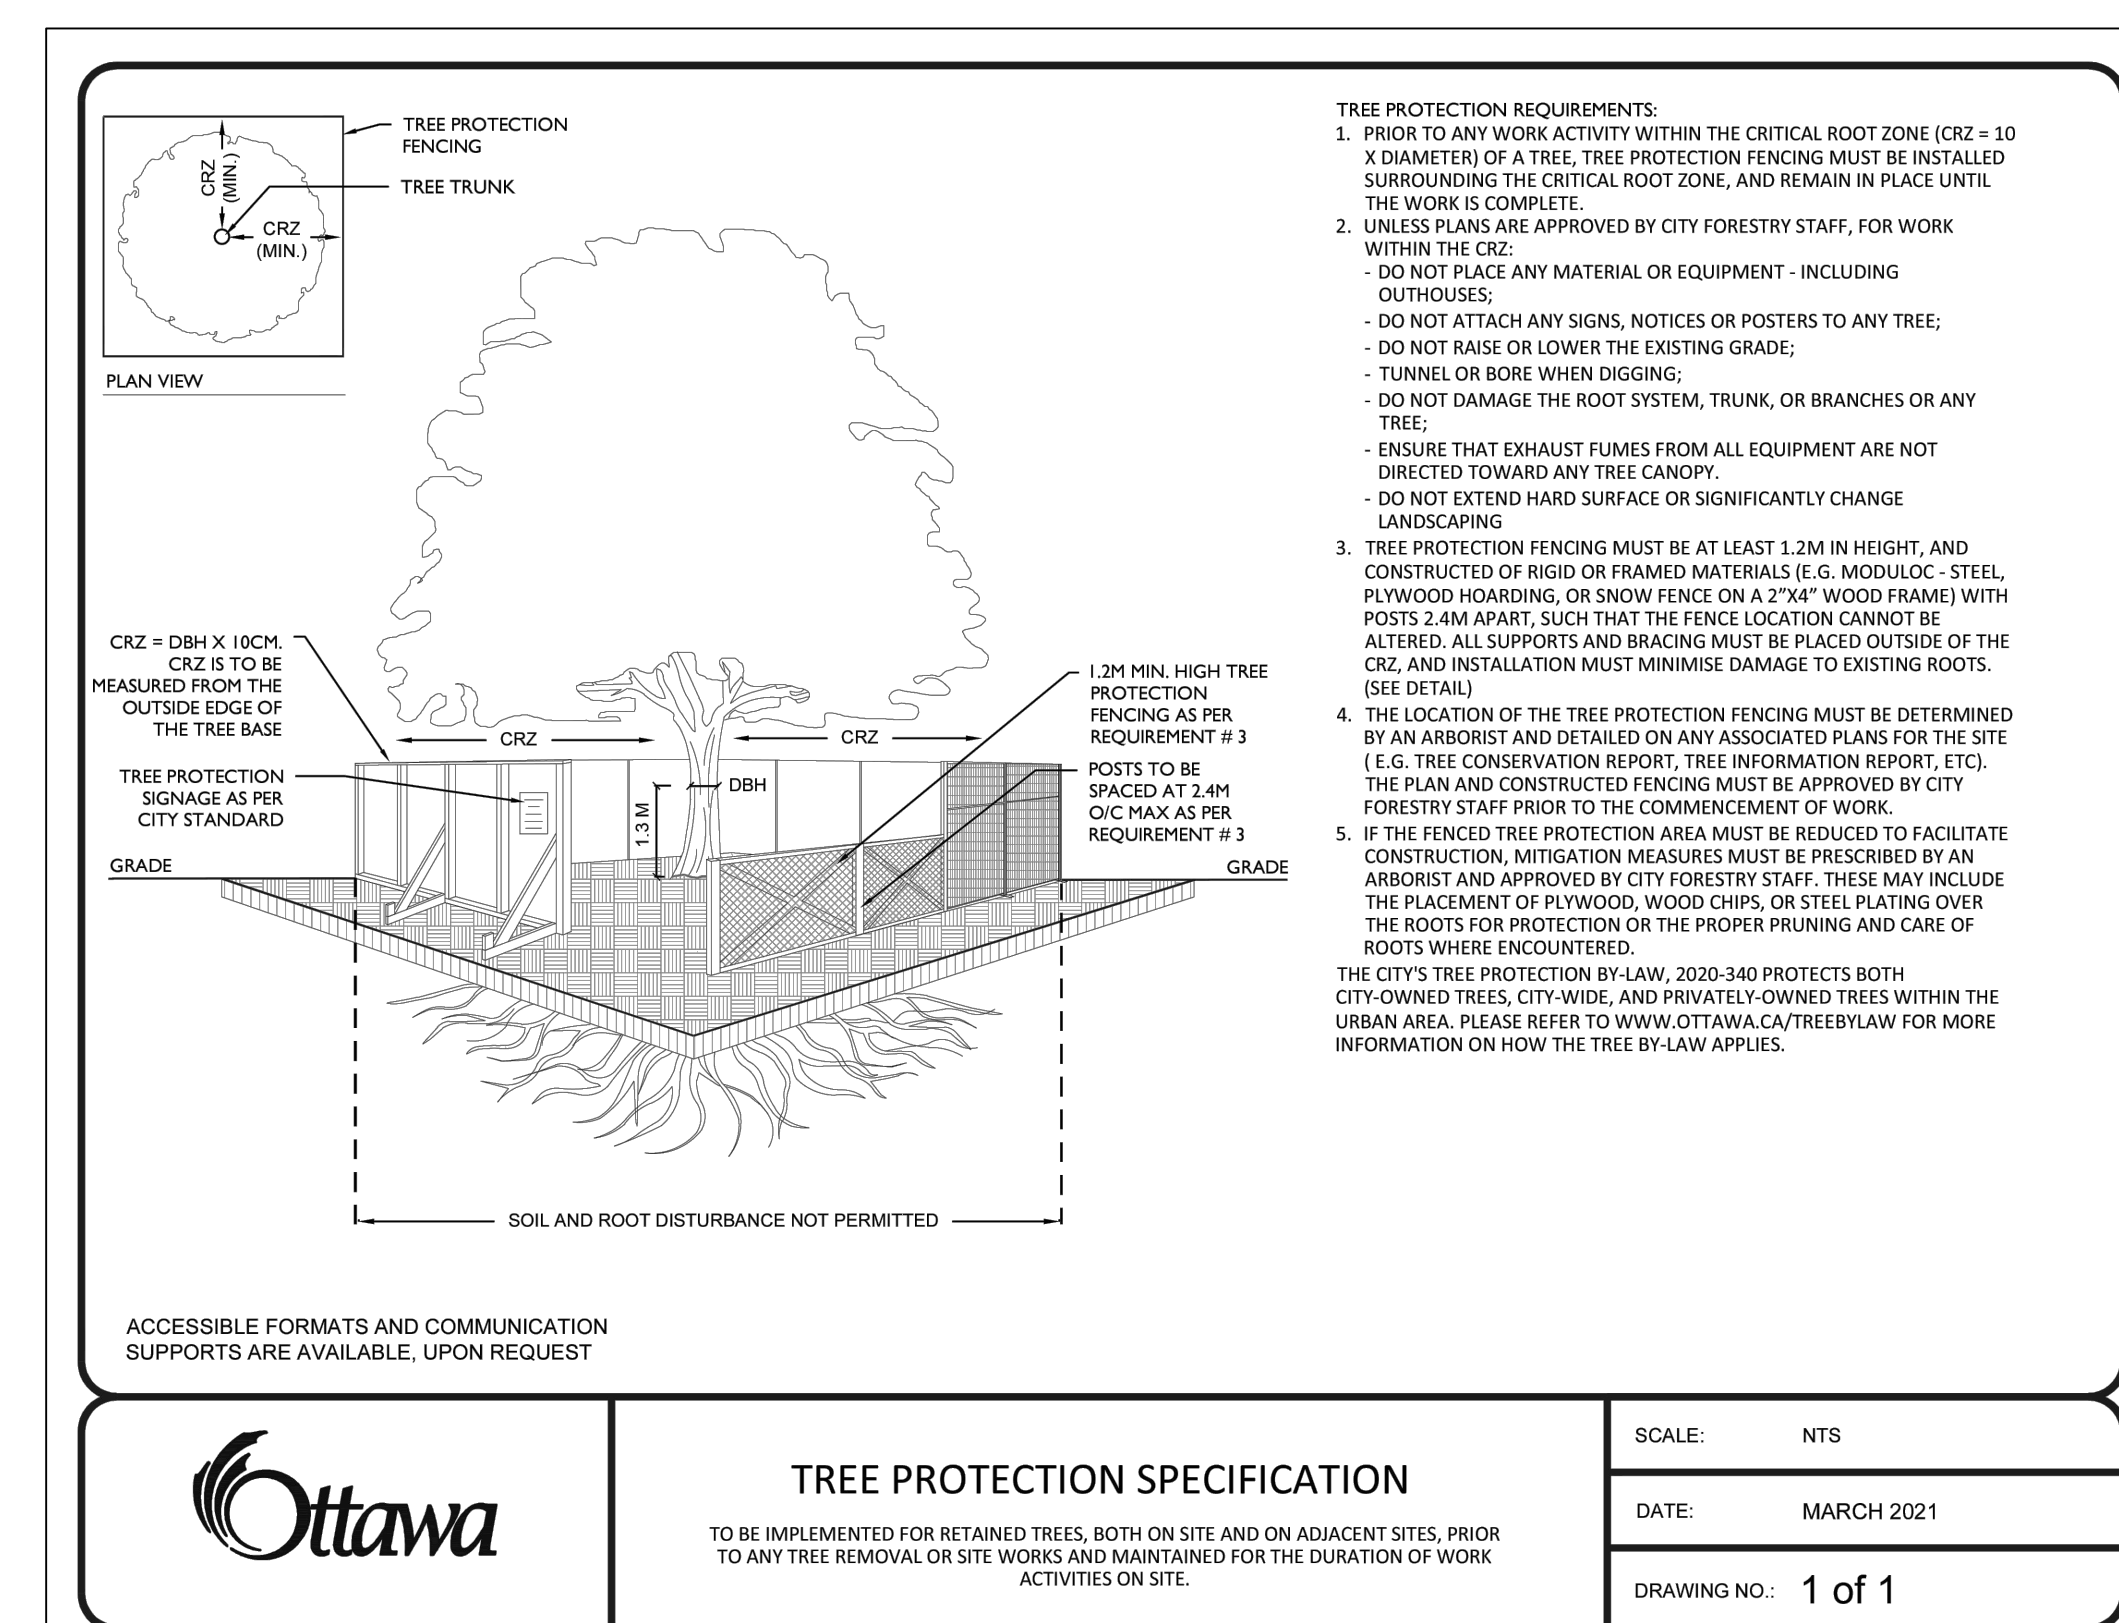 TREE PROTECTION
FENCING
TREE TRUNK
CRZ
(MIN.)
CRZ
(MIN.)
PLAN VIEW
CRZ = DBH X 10CM.
CRZ IS TO BE
MEASURED FROM THE
OUTSIDE EDGE OF
THE TREE BASE
TREE PROTECTION
SIGNAGE AS PER
CITY STANDARD
GRADE
CRZ
CRZ
DBH
1.3 M
1.2M MIN. HIGH TREE
PROTECTION
FENCING AS PER
REQUIREMENT # 3
POSTS TO BE
SPACED AT 2.4M
O/C MAX AS PER
REQUIREMENT # 3
GRADE
SOIL AND ROOT DISTURBANCE NOT PERMITTED
TREE PROTECTION REQUIREMENTS:
1. PRIOR TO ANY WORK ACTIVITY WITHIN THE CRITICAL ROOT ZONE (CRZ = 10
X DIAMETER) OF A TREE, TREE PROTECTION FENCING MUST BE INSTALLED
SURROUNDING THE CRITICAL ROOT ZONE, AND REMAIN IN PLACE UNTIL
THE WORK IS COMPLETE.
2. UNLESS PLANS ARE APPROVED BY CITY FORESTRY STAFF, FOR WORK
WITHIN THE CRZ:
- DO NOT PLACE ANY MATERIAL OR EQUIPMENT - INCLUDING
OUTHOUSES;
- DO NOT ATTACH ANY SIGNS, NOTICES OR POSTERS TO ANY TREE;
- DO NOT RAISE OR LOWER THE EXISTING GRADE;
- TUNNEL OR BORE WHEN DIGGING;
- DO NOT DAMAGE THE ROOT SYSTEM, TRUNK, OR BRANCHES OR ANY
TREE;
- ENSURE THAT EXHAUST FUMES FROM ALL EQUIPMENT ARE NOT
DIRECTED TOWARD ANY TREE CANOPY.
- DO NOT EXTEND HARD SURFACE OR SIGNIFICANTLY CHANGE
LANDSCAPING
3. TREE PROTECTION FENCING MUST BE AT LEAST 1.2M IN HEIGHT, AND
CONSTRUCTED OF RIGID OR FRAMED MATERIALS (E.G. MODULOC - STEEL,
PLYWOOD HOARDING, OR SNOW FENCE ON A 2”X4” WOOD FRAME) WITH
POSTS 2.4M APART, SUCH THAT THE FENCE LOCATION CANNOT BE
ALTERED. ALL SUPPORTS AND BRACING MUST BE PLACED OUTSIDE OF THE
CRZ, AND INSTALLATION MUST MINIMISE DAMAGE TO EXISTING ROOTS.
(SEE DETAIL)
4. THE LOCATION OF THE TREE PROTECTION FENCING MUST BE DETERMINED
BY AN ARBORIST AND DETAILED ON ANY ASSOCIATED PLANS FOR THE SITE
( E.G. TREE CONSERVATION REPORT, TREE INFORMATION REPORT, ETC).
THE PLAN AND CONSTRUCTED FENCING MUST BE APPROVED BY CITY
FORESTRY STAFF PRIOR TO THE COMMENCEMENT OF WORK.
5. IF THE FENCED TREE PROTECTION AREA MUST BE REDUCED TO FACILITATE
CONSTRUCTION, MITIGATION MEASURES MUST BE PRESCRIBED BY AN
ARBORIST AND APPROVED BY CITY FORESTRY STAFF. THESE MAY INCLUDE
THE PLACEMENT OF PLYWOOD, WOOD CHIPS, OR STEEL PLATING OVER
THE ROOTS FOR PROTECTION OR THE PROPER PRUNING AND CARE OF
ROOTS WHERE ENCOUNTERED.
THE CITY'S TREE PROTECTION BY-LAW, 2020-340 PROTECTS BOTH
CITY-OWNED TREES, CITY-WIDE, AND PRIVATELY-OWNED TREES WITHIN THE
URBAN AREA. PLEASE REFER TO WWW.OTTAWA.CA/TREEBYLAW FOR MORE
INFORMATION ON HOW THE TREE BY-LAW APPLIES.
ACCESSIBLE FORMATS AND COMMUNICATION
SUPPORTS ARE AVAILABLE, UPON REQUEST
Ottawa
TREE PROTECTION SPECIFICATION
TO BE IMPLEMENTED FOR RETAINED TREES, BOTH ON SITE AND ON ADJACENT SITES, PRIOR
TO ANY TREE REMOVAL OR SITE WORKS AND MAINTAINED FOR THE DURATION OF WORK
ACTIVITIES ON SITE.
SCALE: NTS
DATE: MARCH 2021
DRAWING NO.: 1 of 1